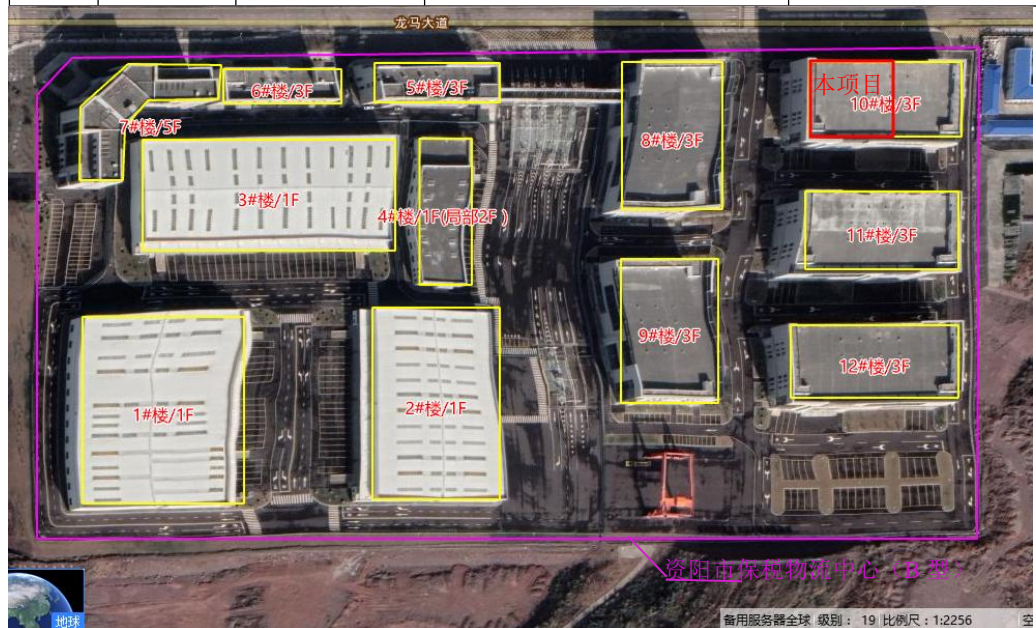 龙马大道
7#楼/5F
6#楼/3F
5#楼/3F
8#楼/3F
本项目
10#楼/3F
3#楼/1F
4#楼/1F(局部2F )
11#楼/3F
1#楼/1F
2#楼/1F
9#楼/3F
12#楼/3F
资阳市保税物流中心（B 型）
地球
备用服务器全球 级别： 19 比例尺：1:2256